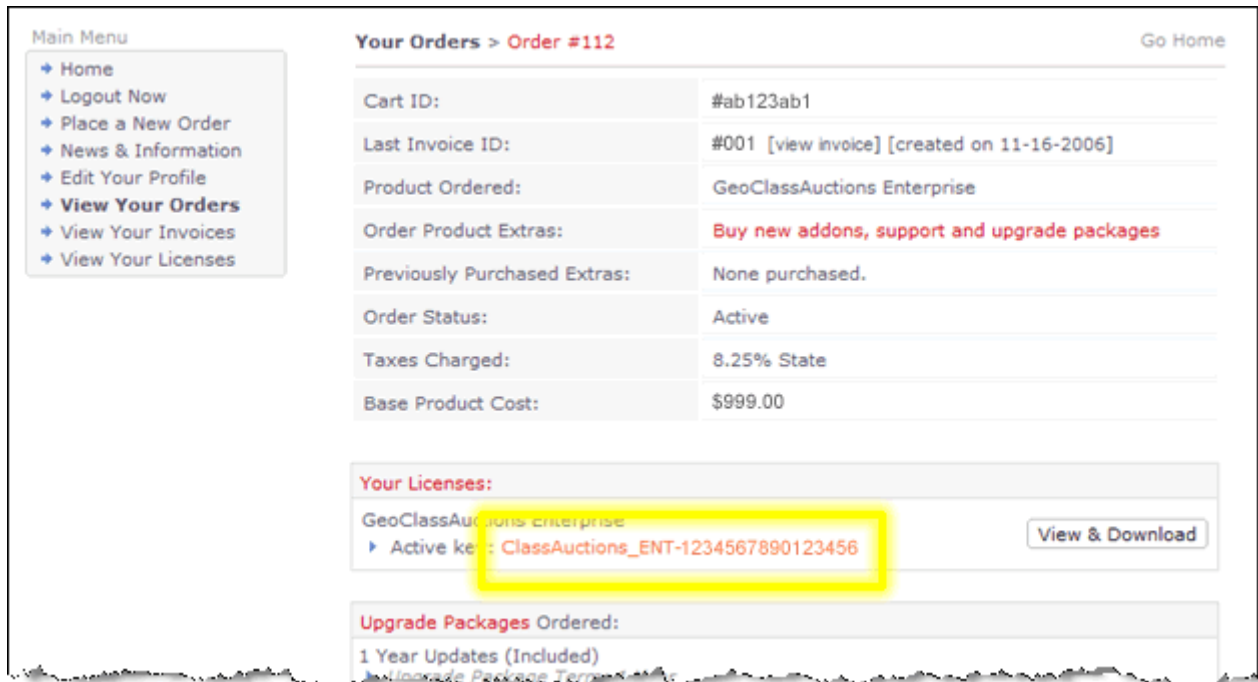 Main Menu
Home
Logout Now
Place a New Order
News & Information
Edit Your Profile
View Your Orders
View Your Invoices
View Your Licenses
Your Orders > Order #112
Go Home
Cart ID: #ab123ab1
Last Invoice ID: #001 [view invoice] [created on 11-16-2006]
Product Ordered: GeoClassAuctions Enterprise
Order Product Extras: Buy new addons, support and upgrade packages
Previously Purchased Extras: None purchased.
Order Status: Active
Taxes Charged: 8.25% State
Base Product Cost: $999.00
Your Licenses:
GeoClassAuctions Enterprise
Active key: ClassAuctions_ENT-1234567890123456
View & Download
Upgrade Packages Ordered:
1 Year Updates (Included)
Upgrade Package Term